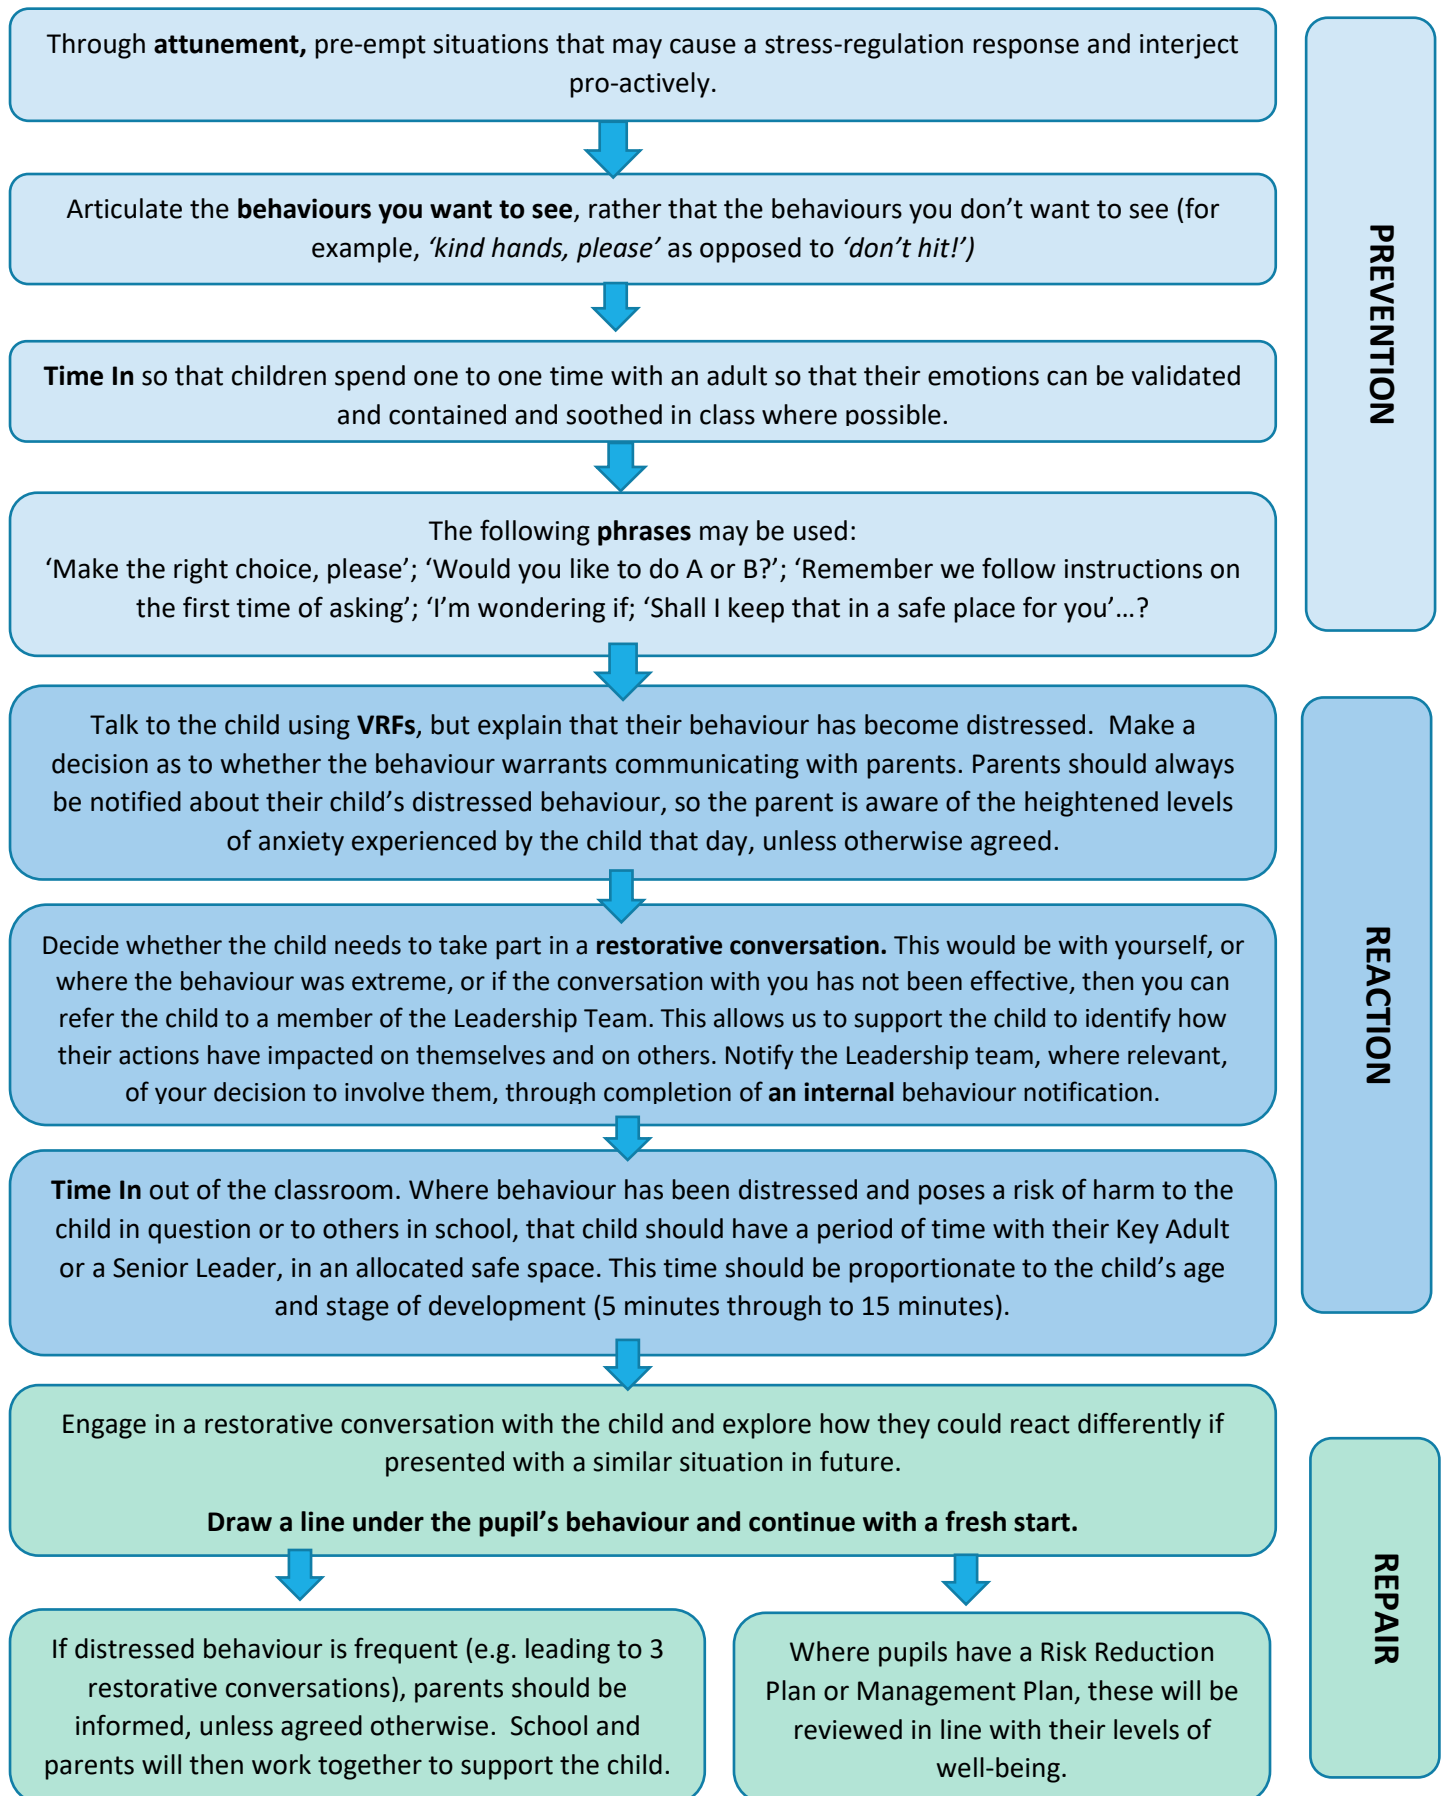 Through attunement, pre-empt situations that may cause a stress-regulation response and interject
pro-actively.
Articulate the behaviours you want to see, rather that the behaviours you don’t want to see (for
example, ‘kind hands, please’ as opposed to ‘don’t hit!’)
Time In so that children spend one to one time with an adult so that their emotions can be validated
and contained and soothed in class where possible.
The following phrases may be used:
‘Make the right choice, please’; ‘Would you like to do A or B?’; ‘Remember we follow instructions on
the first time of asking’; ‘I’m wondering if; ‘Shall I keep that in a safe place for you’…?
PREVENTION
Talk to the child using VRFs, but explain that their behaviour has become distressed.  Make a
decision as to whether the behaviour warrants communicating with parents. Parents should always
be notified about their child’s distressed behaviour, so the parent is aware of the heightened levels
of anxiety experienced by the child that day, unless otherwise agreed.
Decide whether the child needs to take part in a restorative conversation. This would be with yourself, or
where the behaviour was extreme, or if the conversation with you has not been effective, then you can
refer the child to a member of the Leadership Team. This allows us to support the child to identify how
their actions have impacted on themselves and on others. Notify the Leadership team, where relevant,
of your decision to involve them, through completion of an internal behaviour notification.
Time In out of the classroom. Where behaviour has been distressed and poses a risk of harm to the
child in question or to others in school, that child should have a period of time with their Key Adult
or a Senior Leader, in an allocated safe space. This time should be proportionate to the child’s age
and stage of development (5 minutes through to 15 minutes).
REACTION
Engage in a restorative conversation with the child and explore how they could react differently if
presented with a similar situation in future.
Draw a line under the pupil’s behaviour and continue with a fresh start.
If distressed behaviour is frequent (e.g. leading to 3
restorative conversations), parents should be
informed, unless agreed otherwise.  School and
parents will then work together to support the child.
Where pupils have a Risk Reduction
Plan or Management Plan, these will be
reviewed in line with their levels of
well-being.
REPAIR